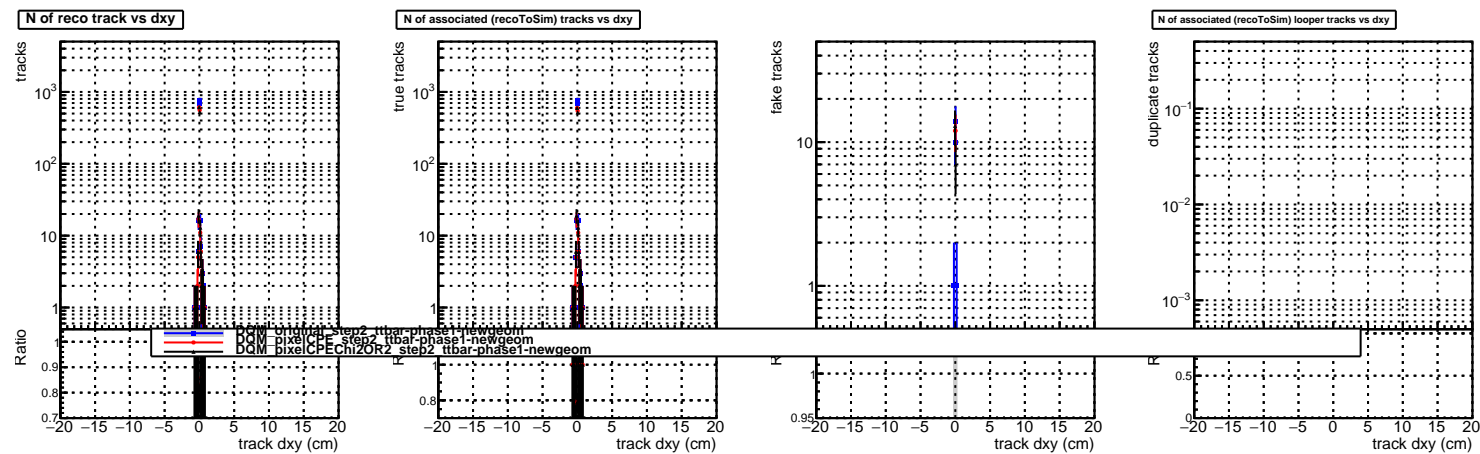 N of reco track vs dxy
tracks
10³
10²
10
1
Ratio
1
0.9
0.8
0.7
−20 −15 −10 −5 0 5 10 15 20
track dxy (cm)
N of associated (recoToSim) tracks vs dxy
true tracks
10³
10²
10
1
1
0.8
−20 −15 −10 −5 0 5 10 15 20
track dxy (cm)
fake tracks
10
1
1
0.95
−20 −15 −10 −5 0 5 10 15 20
track dxy (cm)
N of associated (recoToSim) looper tracks vs dxy
duplicate tracks
10⁻¹
10⁻²
10⁻³
0.5
0
−20 −15 −10 −5 0 5 10 15 20
track dxy (cm)
DQM_original_step2_ttbar-phase1-newgeom
DQM_pixelCPE_step2_ttbar-phase1-newgeom
DQM_pixelCPEChi2OR2_step2_ttbar-phase1-newgeom